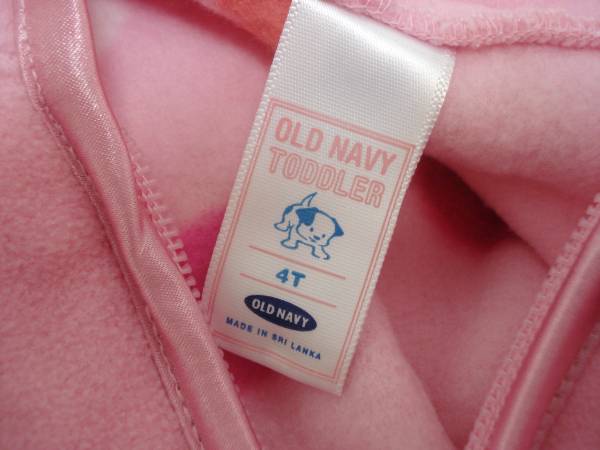 OLD NAVY
TODDLER
4T
OLD NAVY
MADE IN SRI LANKA